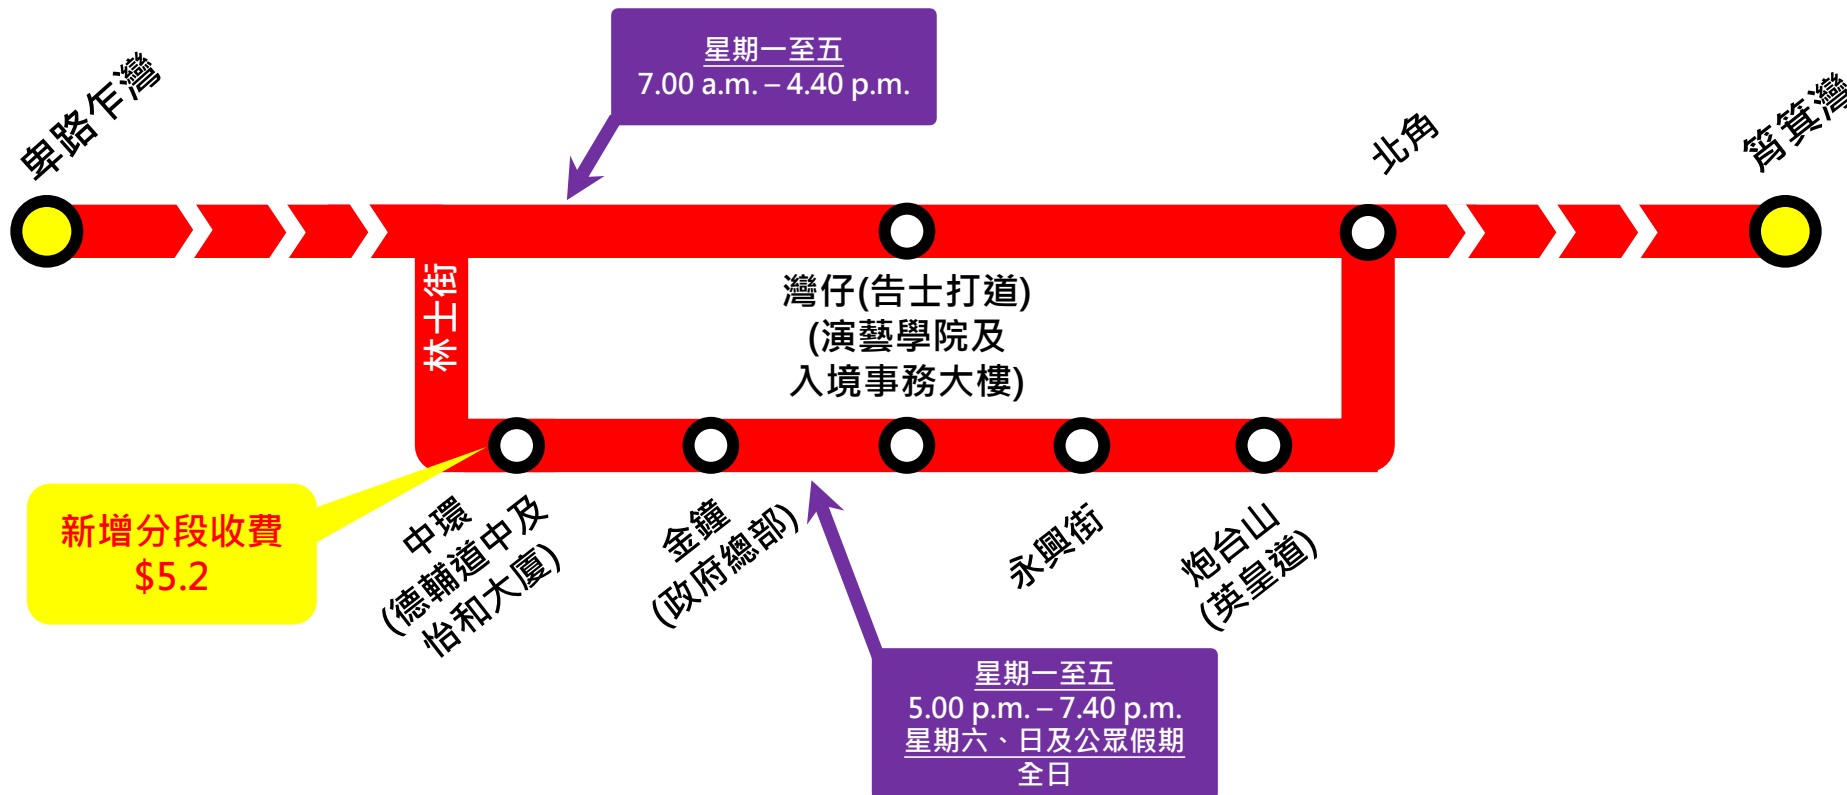 星期一至五
7.00 a.m. – 4.40 p.m.
卑路乍灣
北角
筲箕灣
林士街
灣仔(告士打道)
(演藝學院及
入境事務大樓)
新增分段收費
$5.2
中環
(德輔道中及
怡和大廈)
金鐘
(政府總部)
永興街
炮台山
(英皇道)
星期一至五
5.00 p.m. – 7.40 p.m.
星期六、日及公眾假期
全日